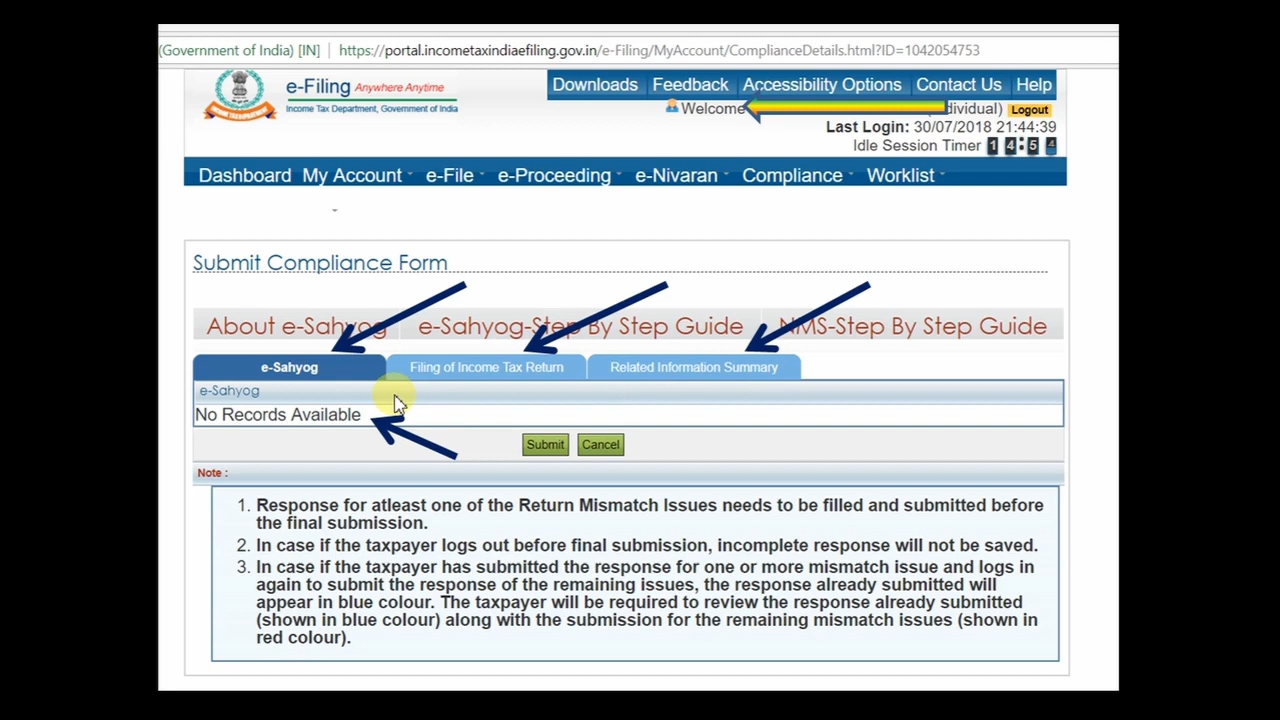 (Government of India) [IN] | https://portal.incometaxindiaefiling.gov.in/e-Filing/MyAccount/ComplianceDetails.html?ID=1042054753
e-Filing Anywhere Anytime
Income Tax Department, Government of India
Downloads Feedback Accessibility Options Contact Us Help
Welcome Logout
Last Login: 30/07/2018 21:44:39
Idle Session Timer 1 4 : 5 4
Dashboard My Account e-File e-Proceeding e-Nivaran Compliance Worklist
Submit Compliance Form
About e-Sahyog e-Sahyog-Step By Step Guide NMS-Step By Step Guide
e-Sahyog Filing of Income Tax Return Related Information Summary
e-Sahyog
No Records Available
Submit Cancel
Note :
1. Response for atleast one of the Return Mismatch Issues needs to be filled and submitted before
the final submission.
2. In case if the taxpayer logs out before final submission, incomplete response will not be saved.
3. In case if the taxpayer has submitted the response for one or more mismatch issue and logs in
again to submit the response of the remaining issues, the response already submitted will
appear in blue colour. The taxpayer will be required to review the response already submitted
(shown in blue colour) along with the submission for the remaining mismatch issues (shown in
red colour).